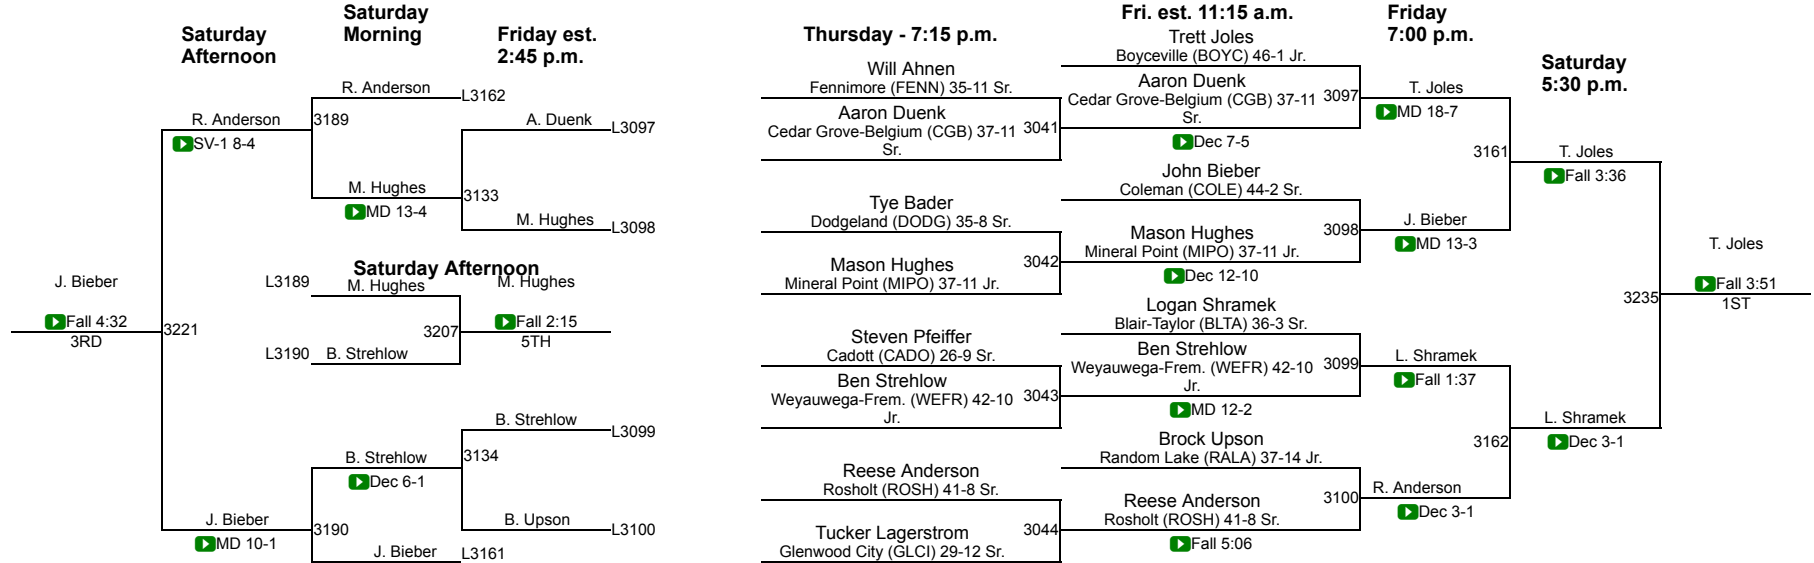 Saturday
Afternoon
Saturday
Morning
Friday est.
2:45 p.m.
R. Anderson
L3162
R. Anderson
3189
SV-1 8-4
A. Duenk
L3097
M. Hughes
3133
MD 13-4
M. Hughes
L3098
Saturday Afternoon
J. Bieber
L3189
M. Hughes
M. Hughes
Fall 4:32
3RD
3221
3207
Fall 2:15
5TH
L3190
B. Strehlow
B. Strehlow
L3099
B. Strehlow
3134
Dec 6-1
J. Bieber
3190
MD 10-1
B. Upson
L3100
J. Bieber
L3161
Thursday - 7:15 p.m.
Fri. est. 11:15 a.m.
Friday
7:00 p.m.
Saturday
5:30 p.m.
Will Ahnen
Fennimore (FENN) 35-11 Sr.
Aaron Duenk
Cedar Grove-Belgium (CGB) 37-11
Sr.
3041
Tye Bader
Dodgeland (DODG) 35-8 Sr.
Mason Hughes
Mineral Point (MIPO) 37-11 Jr.
3042
Steven Pfeiffer
Cadott (CADO) 26-9 Sr.
Ben Strehlow
Weyauwega-Frem. (WEFR) 42-10
Jr.
3043
Reese Anderson
Rosholt (ROSH) 41-8 Sr.
Tucker Lagerstrom
Glenwood City (GLCI) 29-12 Sr.
3044
Trett Joles
Boyceville (BOYC) 46-1 Jr.
Aaron Duenk
Cedar Grove-Belgium (CGB) 37-11
Sr.
3097
Dec 7-5
John Bieber
Coleman (COLE) 44-2 Sr.
Mason Hughes
Mineral Point (MIPO) 37-11 Jr.
3098
Dec 12-10
Logan Shramek
Blair-Taylor (BLTA) 36-3 Sr.
Ben Strehlow
Weyauwega-Frem. (WEFR) 42-10
Jr.
3099
MD 12-2
Brock Upson
Random Lake (RALA) 37-14 Jr.
Reese Anderson
Rosholt (ROSH) 41-8 Sr.
3100
Fall 5:06
T. Joles
MD 18-7
3161
J. Bieber
MD 13-3
L. Shramek
Fall 1:37
3162
R. Anderson
Dec 3-1
T. Joles
Fall 3:36
3235
L. Shramek
Dec 3-1
T. Joles
Fall 3:51
1ST